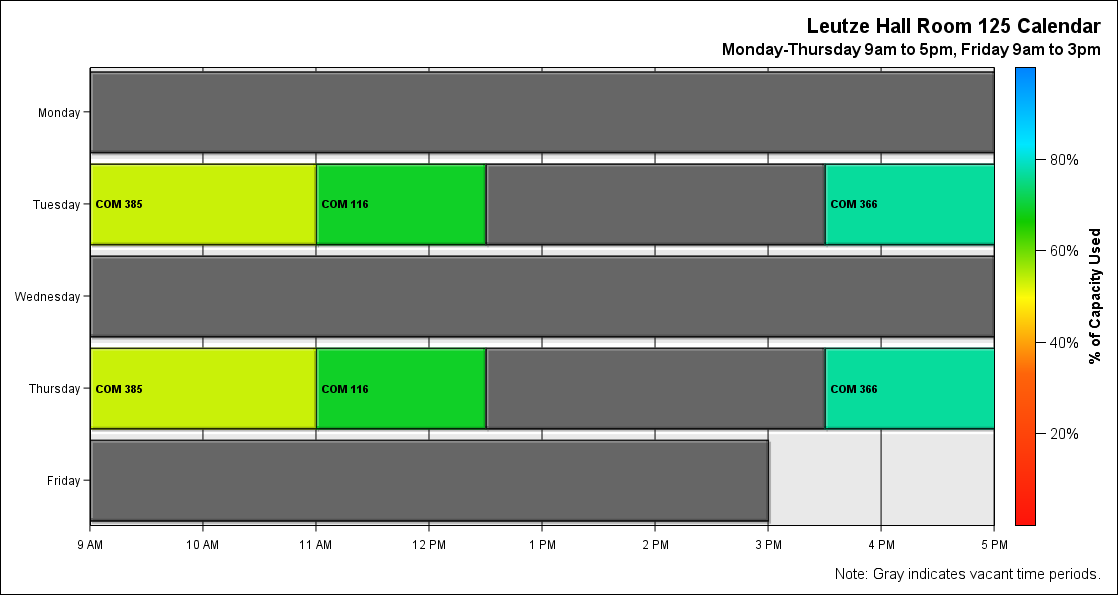 Leutze Hall Room 125 Calendar
Monday-Thursday 9am to 5pm, Friday 9am to 3pm
Monday
Tuesday
COM 385
COM 116
COM 366
Wednesday
Thursday
COM 385
COM 116
COM 366
Friday
9 AM
10 AM
11 AM
12 PM
1 PM
2 PM
3 PM
4 PM
5 PM
80%
60%
40%
20%
% of Capacity Used
Note: Gray indicates vacant time periods.